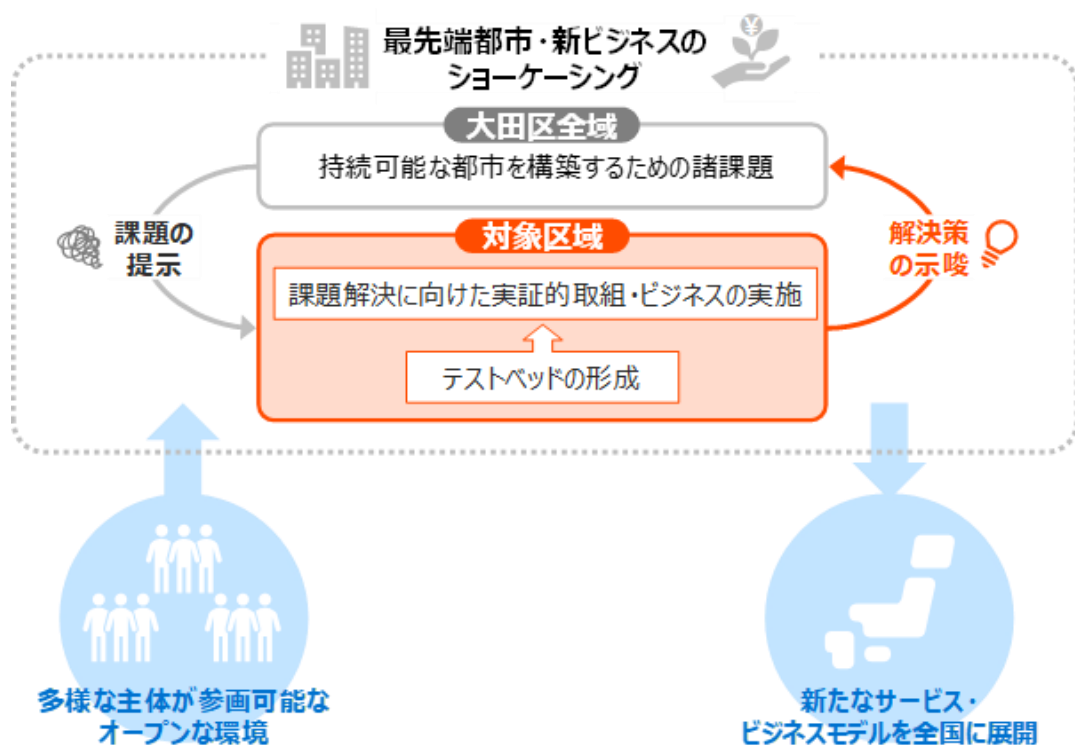 最先端都市・新ビジネスの
ショーケーシング
¥
大田区全域
持続可能な都市を構築するための諸課題
課題の
提示
対象区域
課題解決に向けた実証的取組・ビジネスの実施
テストベッドの形成
解決策
の示唆
多様な主体が参画可能な
オープンな環境
新たなサービス・
ビジネスモデルを全国に展開